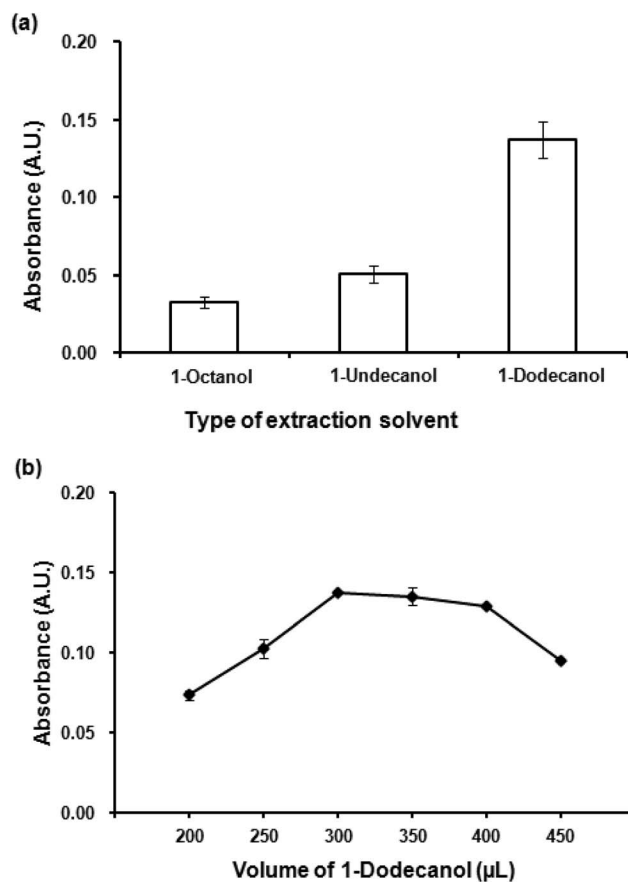 (a)
0.20
0.15
0.10
0.05
0.00
Absorbance (A.U.)
1-Octanol 1-Undecanol 1-Dodecanol
Type of extraction solvent
(b)
0.20
0.15
0.10
0.05
0.00
Absorbance (A.U.)
200 250 300 350 400 450
Volume of 1-Dodecanol (µL)